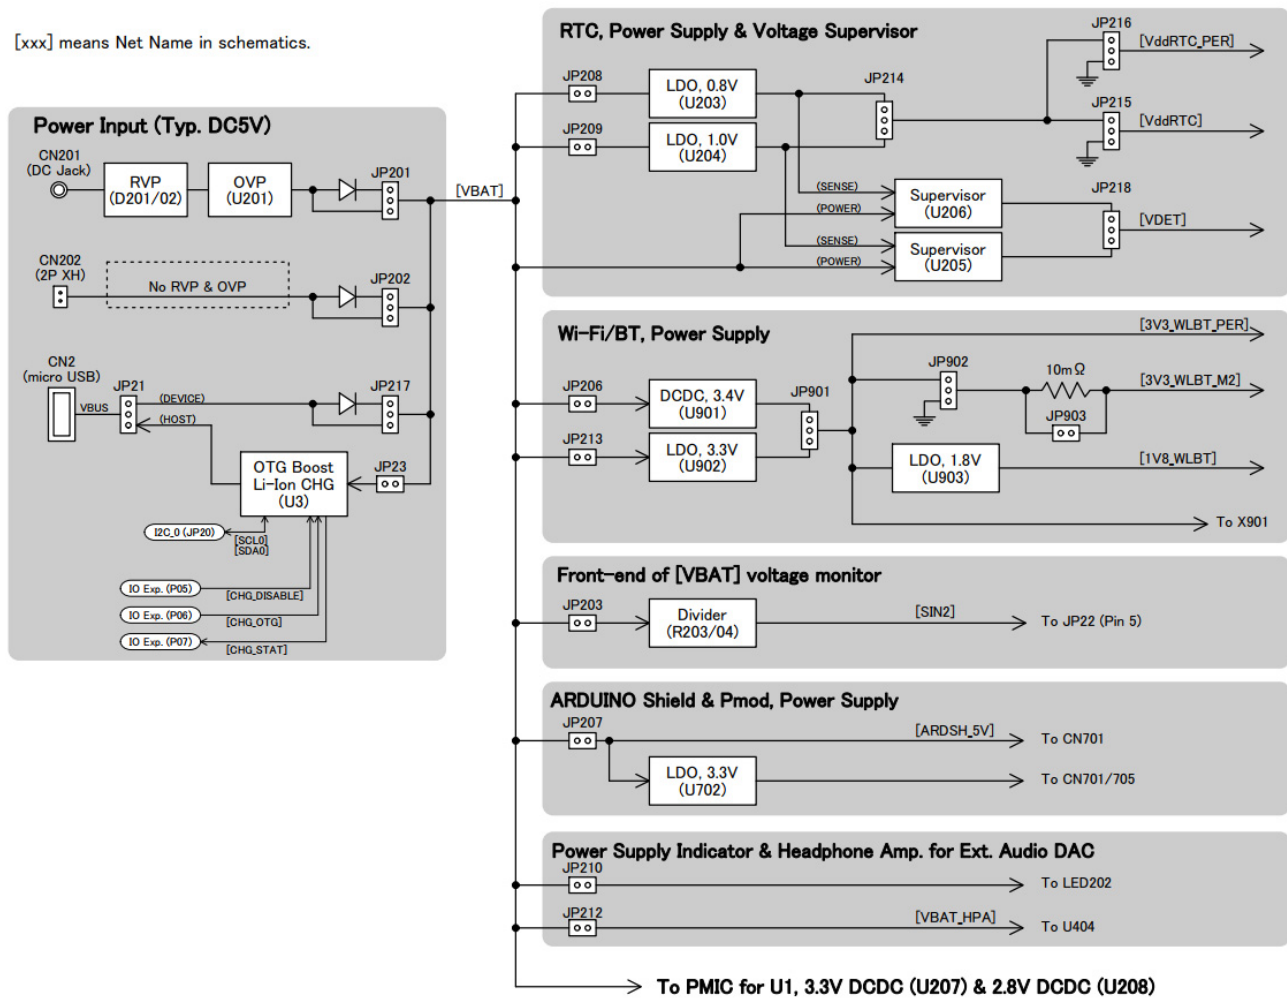 [xxx] means Net Name in schematics.
Power Input (Typ. DC5V)
CN201
(DC Jack)
RVP
(D201/02)
OVP
(U201)
JP201
[VBAT]
CN202
(2P XH)
No RVP & OVP
JP202
CN2
(micro USB)
VBUS
JP21
(DEVICE)
(HOST)
JP217
OTG Boost
Li-Ion CHG
(U3)
JP23
I2C_0 (JP20)
[SCL0]
[SDA0]
IO Exp. (P05)
[CHG_DISABLE]
IO Exp. (P06)
[CHG_OTG]
IO Exp. (P07)
[CHG_STAT]
RTC, Power Supply & Voltage Supervisor
JP208
LDO, 0.8V
(U203)
JP209
LDO, 1.0V
(U204)
JP214
JP216
[VddRTC_PER]
JP215
[VddRTC]
(SENSE)
(POWER)
Supervisor
(U206)
(SENSE)
(POWER)
Supervisor
(U205)
JP218
[VDET]
Wi-Fi/BT, Power Supply
JP206
DCDC, 3.4V
(U901)
JP213
LDO, 3.3V
(U902)
JP901
[3V3_WLBT_PER]
JP902
10mΩ
JP903
[3V3_WLBT_M2]
LDO, 1.8V
(U903)
[1V8_WLBT]
To X901
Front-end of [VBAT] voltage monitor
JP203
Divider
(R203/04)
[SIN2]
To JP22 (Pin 5)
ARDUINO Shield & Pmod, Power Supply
JP207
[ARDSH_5V]
To CN701
LDO, 3.3V
(U702)
To CN701/705
Power Supply Indicator & Headphone Amp. for Ext. Audio DAC
JP210
To LED202
JP212
[VBAT_HPA]
To U404
To PMIC for U1, 3.3V DCDC (U207) & 2.8V DCDC (U208)